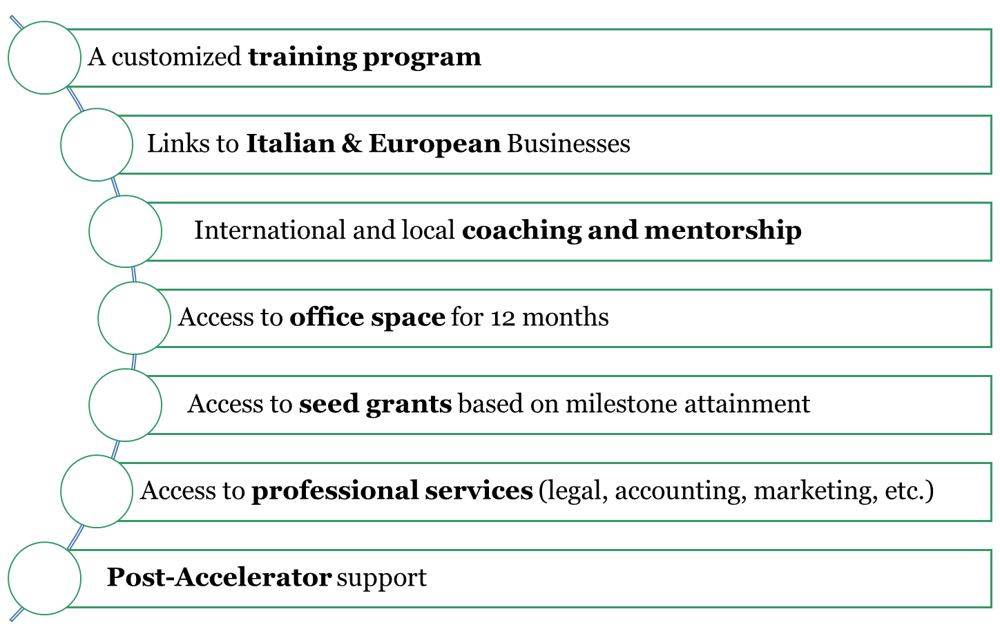 A customized training program
Links to Italian & European Businesses
International and local coaching and mentorship
Access to office space for 12 months
Access to seed grants based on milestone attainment
Access to professional services (legal, accounting, marketing, etc.)
Post-Accelerator support